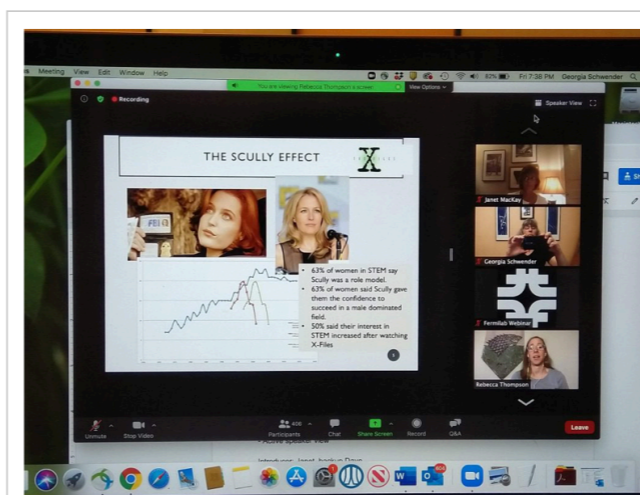 Meeting View Edit Window Help
82% Fri 7:38 PM Georgia Schwender
You are viewing Rebecca Thompson's screen
View Options
Recording
Speaker View
THE SCULLY EFFECT
X
FBI
• 63% of women in STEM say
Scully was a role model.
• 63% of women said Scully gave
them the confidence to
succeed in a male dominated
field.
• 50% said their interest in
STEM increased after watching
X-Files
Janet MacKay
Georgia Schwender
Fermilab Webinar
Rebecca Thompson
Unmute
Stop Video
406
Participants
Chat
Share Screen
Record
Q&A
Leave